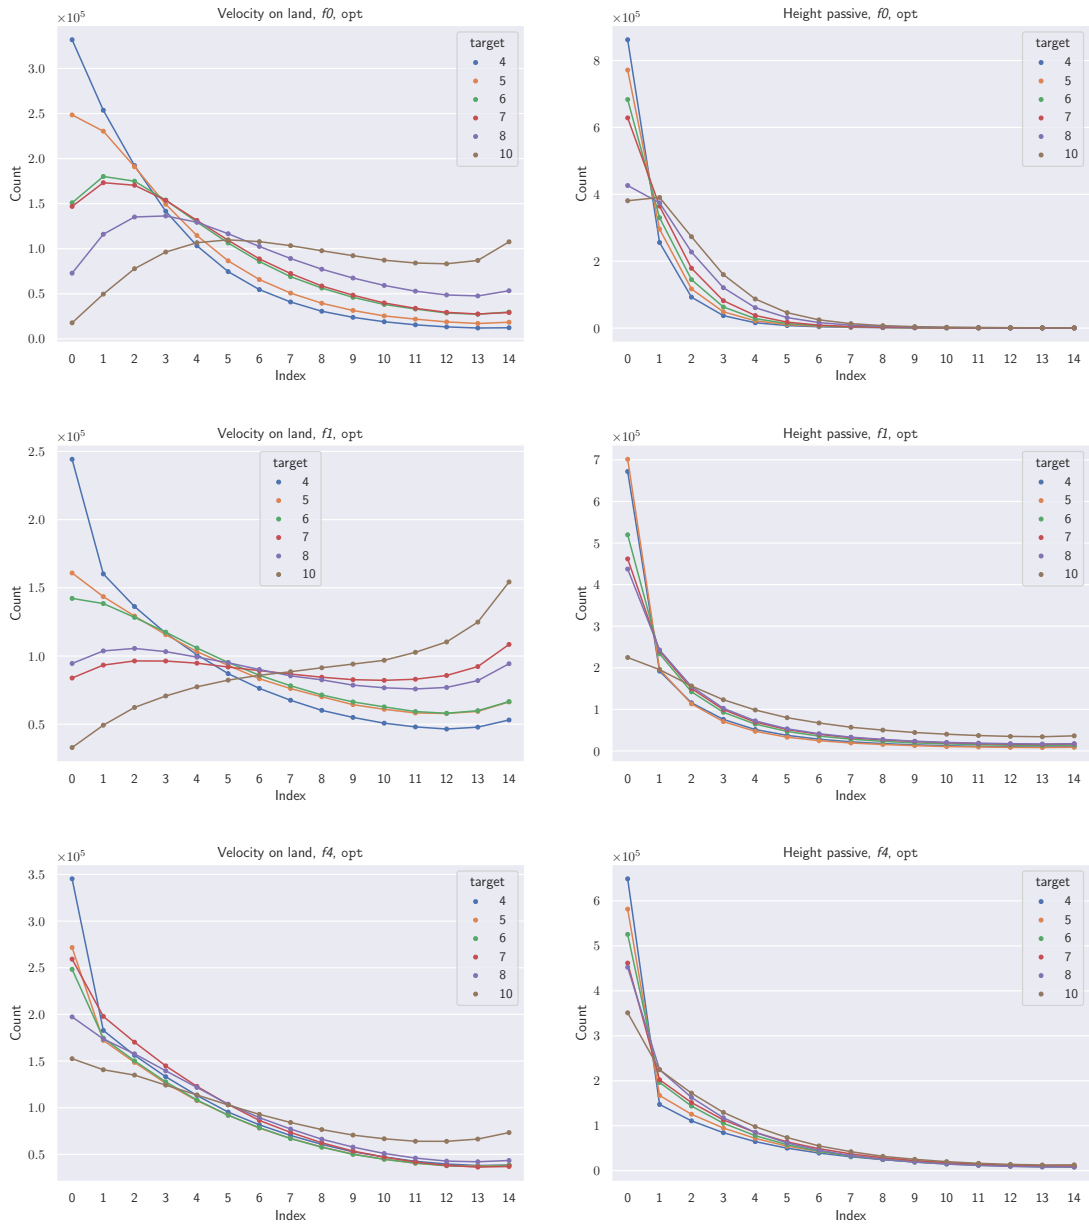 Velocity on land, f0, opt
×10⁵
Count
3.0
2.5
2.0
1.5
1.0
0.5
0.0
target
4
5
6
7
8
10
0 1 2 3 4 5 6 7 8 9 10 11 12 13 14
Index
Height passive, f0, opt
×10⁵
Count
8
6
4
2
0
target
4
5
6
7
8
10
0 1 2 3 4 5 6 7 8 9 10 11 12 13 14
Index
Velocity on land, f1, opt
×10⁵
Count
2.5
2.0
1.5
1.0
0.5
target
4
5
6
7
8
10
0 1 2 3 4 5 6 7 8 9 10 11 12 13 14
Index
Height passive, f1, opt
×10⁵
Count
7
6
5
4
3
2
1
0
target
4
5
6
7
8
10
0 1 2 3 4 5 6 7 8 9 10 11 12 13 14
Index
Velocity on land, f4, opt
×10⁵
Count
3.5
3.0
2.5
2.0
1.5
1.0
0.5
target
4
5
6
7
8
10
0 1 2 3 4 5 6 7 8 9 10 11 12 13 14
Index
Height passive, f4, opt
×10⁵
Count
6
5
4
3
2
1
0
target
4
5
6
7
8
10
0 1 2 3 4 5 6 7 8 9 10 11 12 13 14
Index